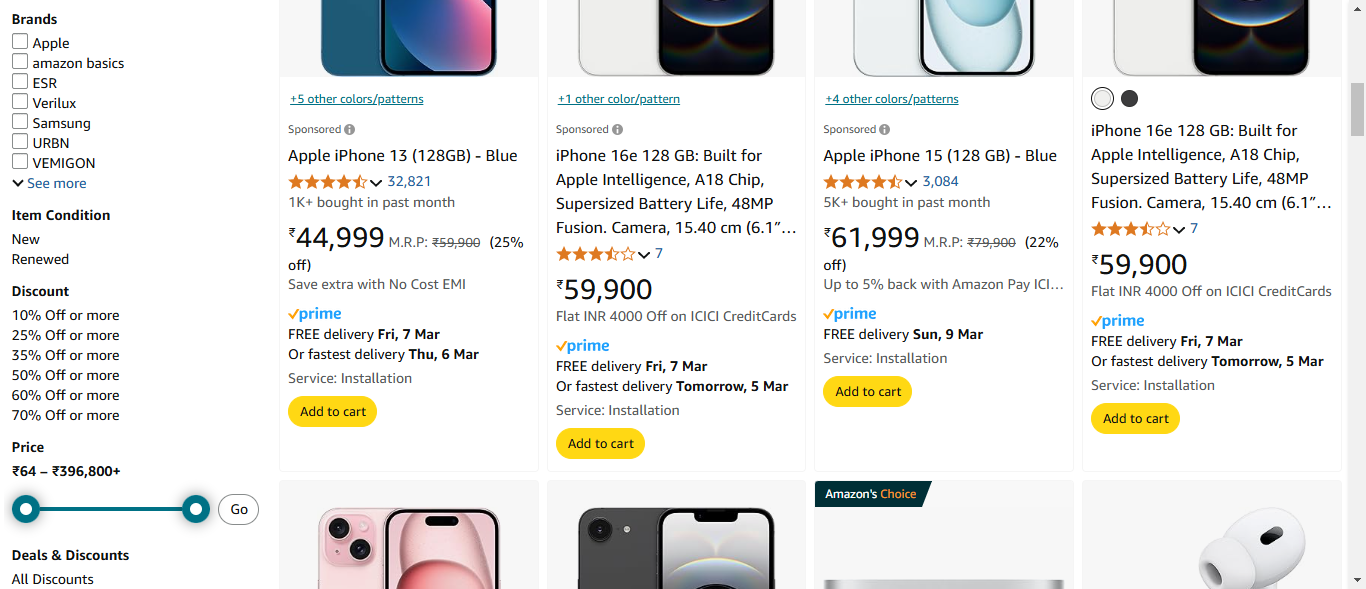 Brands
Apple
amazon basics
ESR
Verilux
Samsung
URBN
VEMIGON
See more
Item Condition
New
Renewed
Discount
10% Off or more
25% Off or more
35% Off or more
50% Off or more
60% Off or more
70% Off or more
Price
₹64 – ₹396,800+
Go
Deals & Discounts
All Discounts
+5 other colors/patterns
Sponsored
Apple iPhone 13 (128GB) - Blue
32,821
1K+ bought in past month
₹44,999 M.R.P: ₹59,900 (25%
off)
Save extra with No Cost EMI
prime
FREE delivery Fri, 7 Mar
Or fastest delivery Thu, 6 Mar
Service: Installation
Add to cart
+1 other color/pattern
Sponsored
iPhone 16e 128 GB: Built for
Apple Intelligence, A18 Chip,
Supersized Battery Life, 48MP
Fusion. Camera, 15.40 cm (6.1″…
7
₹59,900
Flat INR 4000 Off on ICICI CreditCards
prime
FREE delivery Fri, 7 Mar
Or fastest delivery Tomorrow, 5 Mar
Service: Installation
Add to cart
+4 other colors/patterns
Sponsored
Apple iPhone 15 (128 GB) - Blue
3,084
5K+ bought in past month
₹61,999 M.R.P: ₹79,900 (22%
off)
Up to 5% back with Amazon Pay ICI…
prime
FREE delivery Sun, 9 Mar
Service: Installation
Add to cart
iPhone 16e 128 GB: Built for
Apple Intelligence, A18 Chip,
Supersized Battery Life, 48MP
Fusion. Camera, 15.40 cm (6.1″…
7
₹59,900
Flat INR 4000 Off on ICICI CreditCards
prime
FREE delivery Fri, 7 Mar
Or fastest delivery Tomorrow, 5 Mar
Service: Installation
Add to cart
Amazon's Choice